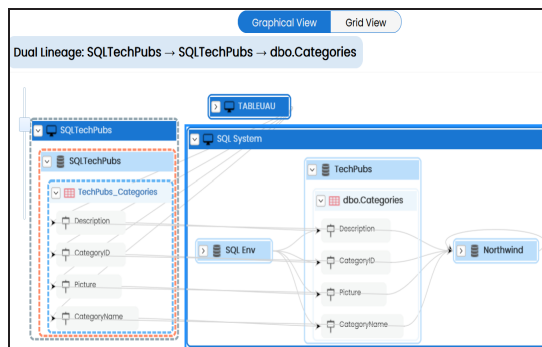 Graphical View
Grid View
Dual Lineage: SQLTechPubs → SQLTechPubs → dbo.Categories
TABLEUAU
SQLTechPubs
SQL System
SQLTechPubs
TechPubs
TechPubs_Categories
dbo.Categories
Description
Description
SQL Env
Northwind
CategoryID
CategoryID
Picture
Picture
CategoryName
CategoryName